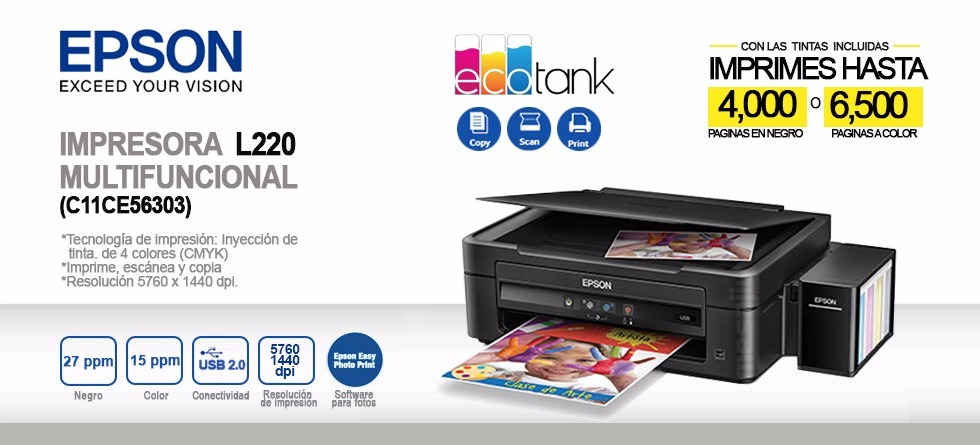 EPSON
EXCEED YOUR VISION
IMPRESORA L220
MULTIFUNCIONAL
(C11CE56303)
*Tecnología de impresión: Inyección de
tinta. de 4 colores (CMYK)
*Imprime, escánea y copia
*Resolución 5760 x 1440 dpi.
ecotank
Copy
Scan
Print
CON LAS TINTAS INCLUIDAS
IMPRIMES HASTA
4,000 o 6,500
PAGINAS EN NEGRO PAGINAS A COLOR
EPSON
L220
EPSON
Artista
Clase de Arte
27 ppm
Negro
15 ppm
Color
USB 2.0
Conectividad
5760
1440
dpi
Resolución
de impresión
Epson Easy
Photo Print
Software
para fotos